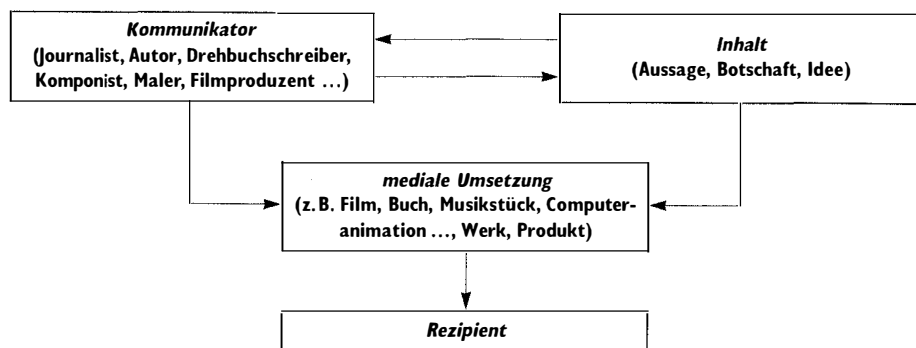 Kommunikator
(Journalist, Autor, Drehbuchschreiber,
Komponist, Maler, Filmproduzent …)
Inhalt
(Aussage, Botschaft, Idee)
mediale Umsetzung
(z. B. Film, Buch, Musikstück, Computer-
animation …, Werk, Produkt)
Rezipient